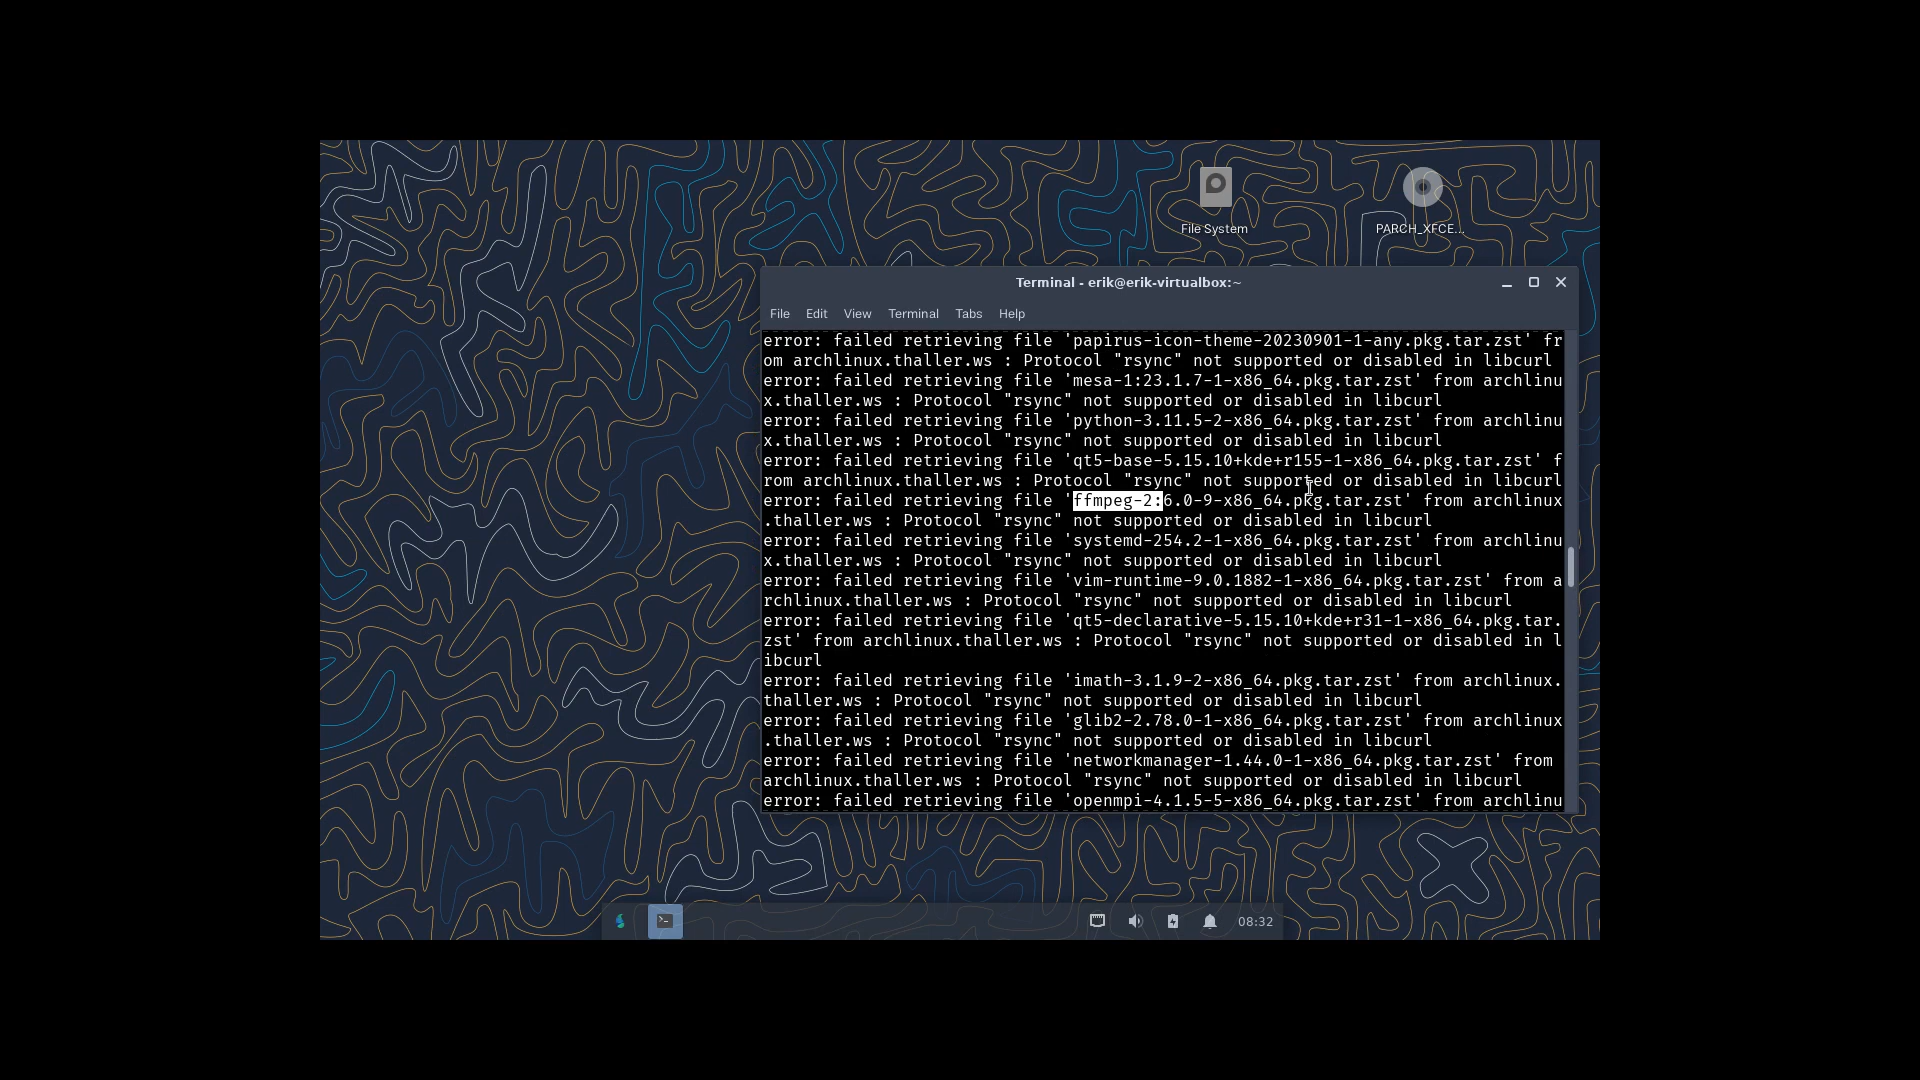 File System
PARCH_XFCE...
Terminal - erik@erik-virtualbox:~
File Edit View Terminal Tabs Help
error: failed retrieving file 'papirus-icon-theme-20230901-1-any.pkg.tar.zst' fr
om archlinux.thaller.ws : Protocol "rsync" not supported or disabled in libcurl
error: failed retrieving file 'mesa-1:23.1.7-1-x86_64.pkg.tar.zst' from archlinu
x.thaller.ws : Protocol "rsync" not supported or disabled in libcurl
error: failed retrieving file 'python-3.11.5-2-x86_64.pkg.tar.zst' from archlinu
x.thaller.ws : Protocol "rsync" not supported or disabled in libcurl
error: failed retrieving file 'qt5-base-5.15.10+kde+r155-1-x86_64.pkg.tar.zst' f
rom archlinux.thaller.ws : Protocol "rsync" not supported or disabled in libcurl
error: failed retrieving file 'ffmpeg-2:6.0-9-x86_64.pkg.tar.zst' from archlinux
.thaller.ws : Protocol "rsync" not supported or disabled in libcurl
error: failed retrieving file 'systemd-254.2-1-x86_64.pkg.tar.zst' from archlinu
x.thaller.ws : Protocol "rsync" not supported or disabled in libcurl
error: failed retrieving file 'vim-runtime-9.0.1882-1-x86_64.pkg.tar.zst' from a
rchlinux.thaller.ws : Protocol "rsync" not supported or disabled in libcurl
error: failed retrieving file 'qt5-declarative-5.15.10+kde+r31-1-x86_64.pkg.tar.
zst' from archlinux.thaller.ws : Protocol "rsync" not supported or disabled in l
ibcurl
error: failed retrieving file 'imath-3.1.9-2-x86_64.pkg.tar.zst' from archlinux.
thaller.ws : Protocol "rsync" not supported or disabled in libcurl
error: failed retrieving file 'glib2-2.78.0-1-x86_64.pkg.tar.zst' from archlinux
.thaller.ws : Protocol "rsync" not supported or disabled in libcurl
error: failed retrieving file 'networkmanager-1.44.0-1-x86_64.pkg.tar.zst' from
archlinux.thaller.ws : Protocol "rsync" not supported or disabled in libcurl
error: failed retrieving file 'openmpi-4.1.5-5-x86_64.pkg.tar.zst' from archlinu
08:32